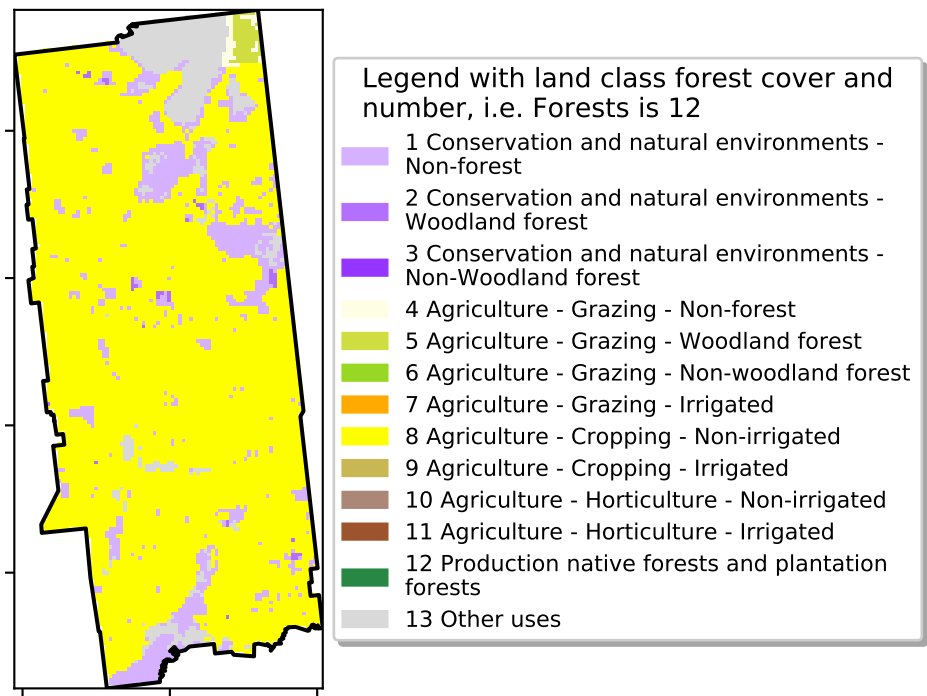 Legend with land class forest cover and
number, i.e. Forests is 12
1 Conservation and natural environments -
Non-forest
2 Conservation and natural environments -
Woodland forest
3 Conservation and natural environments -
Non-Woodland forest
4 Agriculture - Grazing - Non-forest
5 Agriculture - Grazing - Woodland forest
6 Agriculture - Grazing - Non-woodland forest
7 Agriculture - Grazing - Irrigated
8 Agriculture - Cropping - Non-irrigated
9 Agriculture - Cropping - Irrigated
10 Agriculture - Horticulture - Non-irrigated
11 Agriculture - Horticulture - Irrigated
12 Production native forests and plantation
forests
13 Other uses